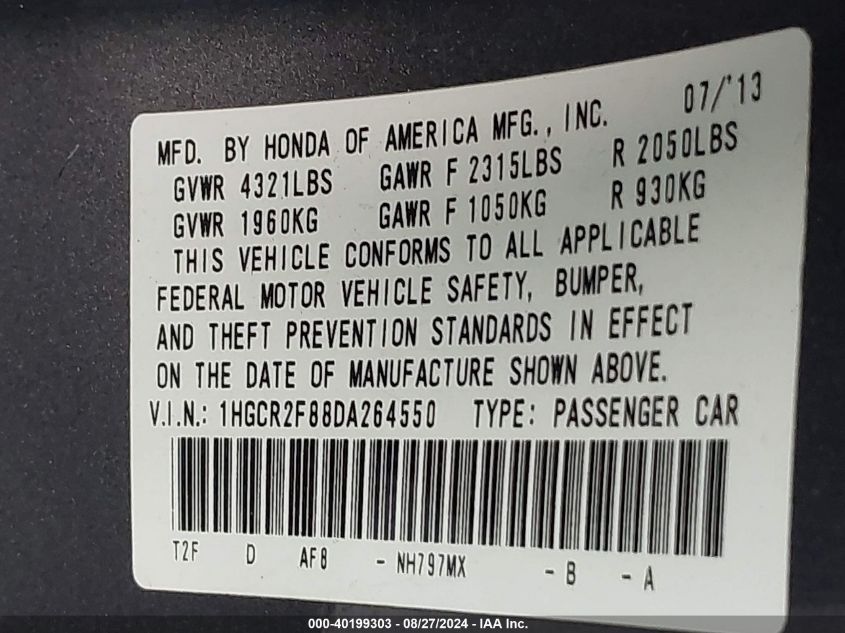 07/'13
MFD. BY HONDA OF AMERICA MFG., INC.
GVWR 4321LBS GAWR F 2315LBS R 2050LBS
GVWR 1960KG GAWR F 1050KG R 930KG
THIS VEHICLE CONFORMS TO ALL APPLICABLE
FEDERAL MOTOR VEHICLE SAFETY, BUMPER,
AND THEFT PREVENTION STANDARDS IN EFFECT
ON THE DATE OF MANUFACTURE SHOWN ABOVE.
V.I.N.: 1HGCR2F88DA264550 TYPE: PASSENGER CAR
T2F D AF8 - NH797MX - B - A
000-40199303 - 08/27/2024 - IAA Inc.